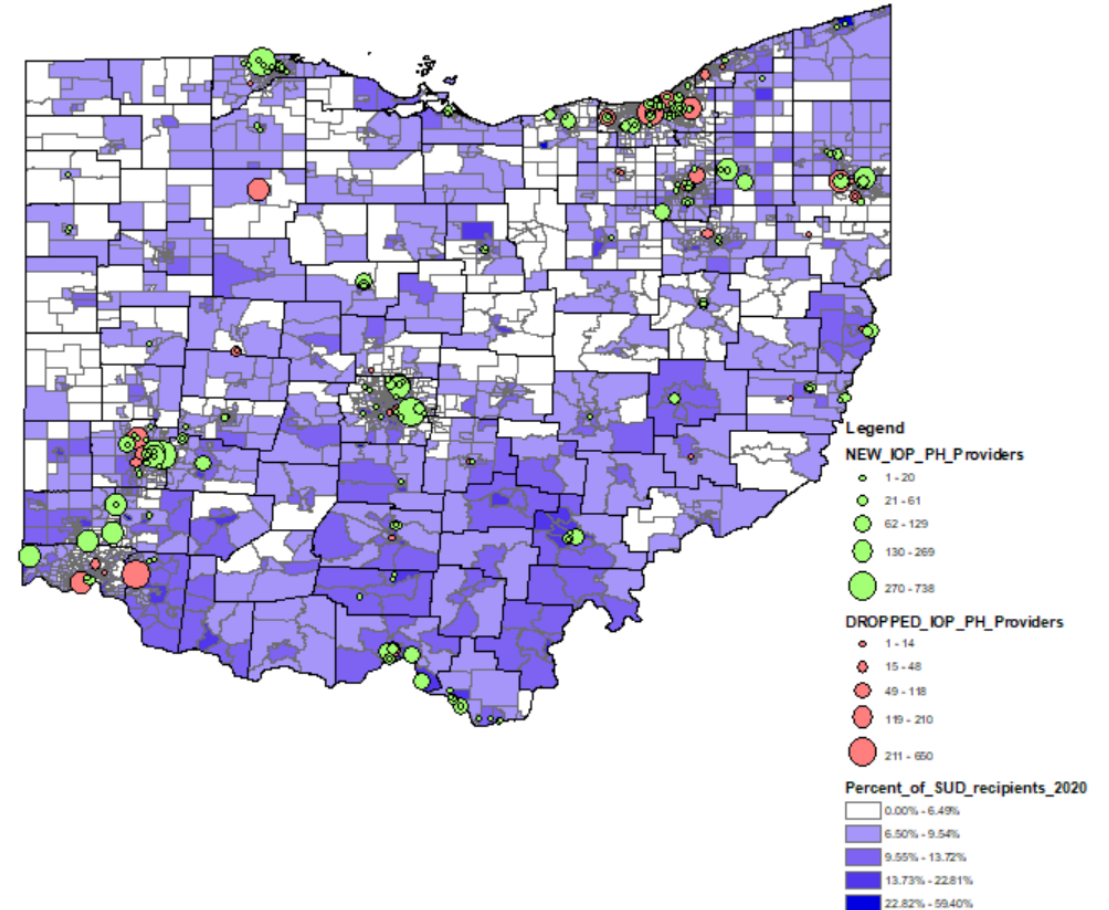 Legend
NEW_IOP_PH_Providers
1 - 20
21 - 61
62 - 129
130 - 269
270 - 738
DROPPED_IOP_PH_Providers
1 - 14
15 - 48
49 - 118
119 - 210
211 - 650
Percent_of_SUD_recipients_2020
0.00% - 6.49%
6.50% - 9.54%
9.55% - 13.72%
13.73% - 22.81%
22.82% - 59.40%